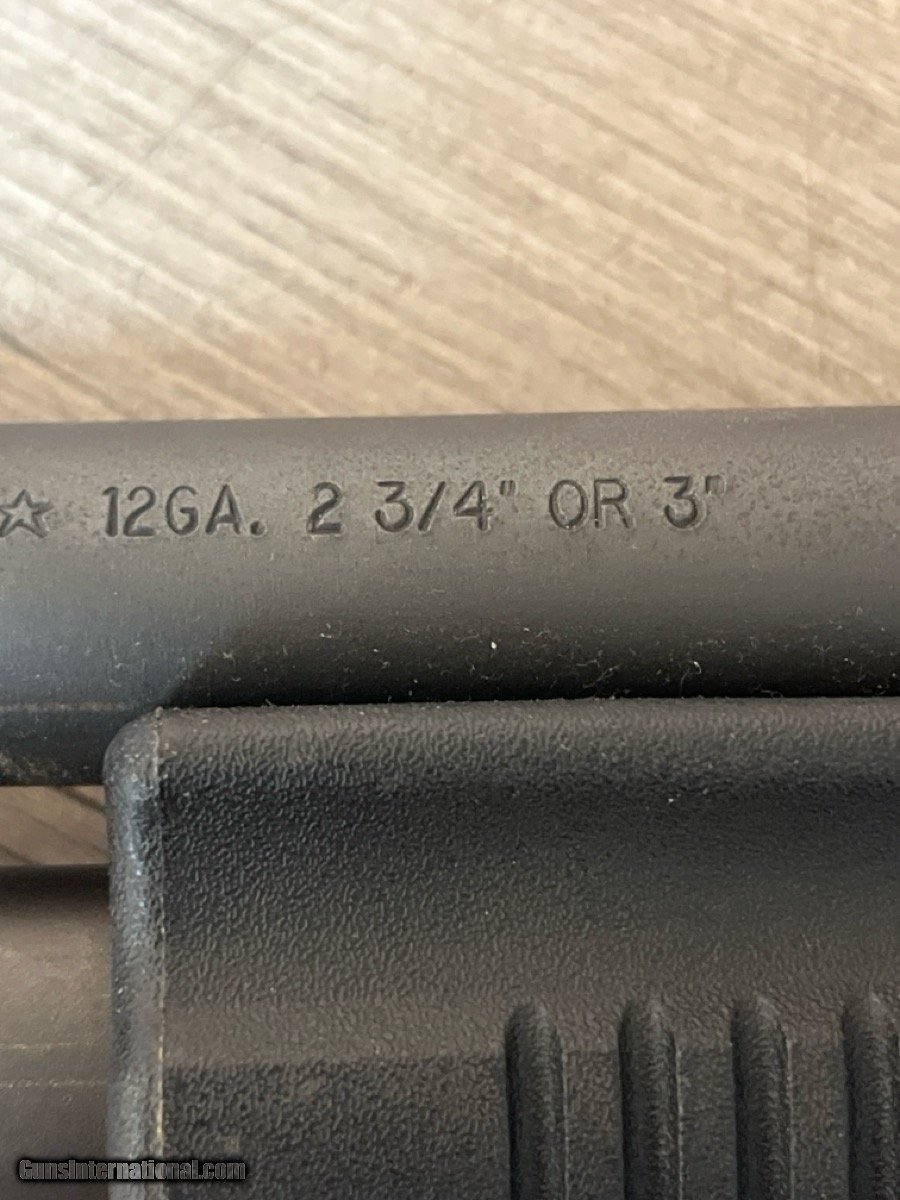 ☆ 12GA. 2 3/4" OR 3"
GunsInternational.com